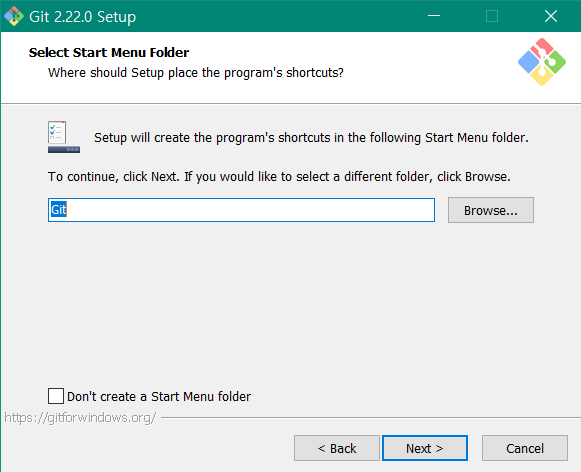 Git 2.22.0 Setup
Select Start Menu Folder
Where should Setup place the program's shortcuts?
Setup will create the program's shortcuts in the following Start Menu folder.
To continue, click Next. If you would like to select a different folder, click Browse.
Git
Browse...
Don't create a Start Menu folder
https://gitforwindows.org/
< Back
Next >
Cancel